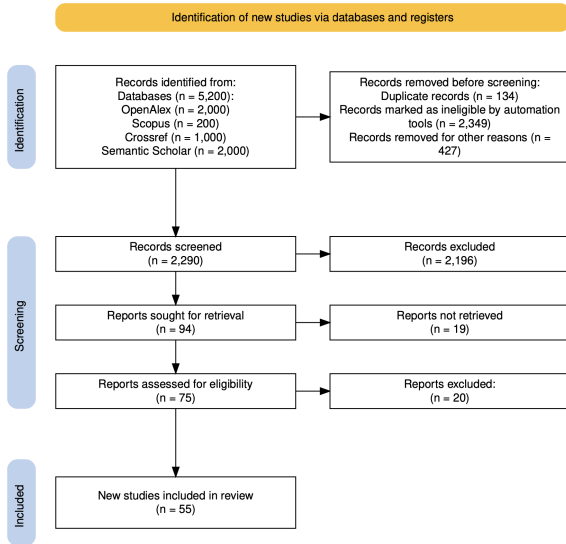 Identification of new studies via databases and registers
Identification
Records identified from:
Databases (n = 5,200):
OpenAlex (n = 2,000)
Scopus (n = 200)
Crossref (n = 1,000)
Semantic Scholar (n = 2,000)
Records removed before screening:
Duplicate records (n = 134)
Records marked as ineligible by automation
tools (n = 2,349)
Records removed for other reasons (n =
427)
Screening
Records screened
(n = 2,290)
Records excluded
(n = 2,196)
Reports sought for retrieval
(n = 94)
Reports not retrieved
(n = 19)
Reports assessed for eligibility
(n = 75)
Reports excluded:
(n = 20)
Included
New studies included in review
(n = 55)